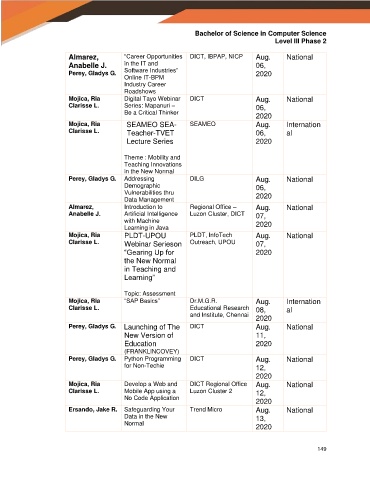 Bachelor of Science in Computer Science
Level III Phase 2
Almarez, Anabelle J.
Perey, Gladys G.
"Career Opportunities
in the IT and
Software Industries"
Online IT-BPM
Industry Career
Roadshows
DICT, IBPAP, NICP
Aug.
06,
2020
National
Mojica, Ria
Clarisse L.
Digital Tayo Webinar
Series: Mapanuri –
Be a Critical Thinker
DICT
Aug.
06,
2020
National
Mojica, Ria
Clarisse L.
SEAMEO SEA-
Teacher-TVET
Lecture Series
Theme : Mobility and
Teaching Innovations
in the New Normal
SEAMEO
Aug.
06,
2020
Internation
al
Perey, Gladys G.
Addressing
Demographic
Vulnerabilities thru
Data Management
DILG
Aug.
06,
2020
National
Almarez,
Anabelle J.
Introduction to
Artificial Intelligence
with Machine
Learning in Java
Regional Office –
Luzon Cluster, DICT
Aug.
07,
2020
National
Mojica, Ria
Clarisse L.
PLDT-UPOU
Webinar Serieson
"Gearing Up for
the New Normal
in Teaching and
Learning"
Topic: Assessment
PLDT, InfoTech
Outreach, UPOU
Aug.
07,
2020
National
Mojica, Ria
Clarisse L.
"SAP Basics"
Dr.M.G.R.
Educational Research
and Institute, Chennai
Aug.
08,
2020
Internation
al
Perey, Gladys G.
Launching of The
New Version of
Education
(FRANKLINCOVEY)
DICT
Aug.
11,
2020
National
Perey, Gladys G.
Python Programming
for Non-Techie
DICT
Aug.
12,
2020
National
Mojica, Ria
Clarisse L.
Develop a Web and
Mobile App using a
No Code Application
DICT Regional Office
Luzon Cluster 2
Aug.
12,
2020
National
Ersando, Jake R.
Safeguarding Your
Data in the New
Normal
Trend Micro
Aug.
13,
2020
National
149